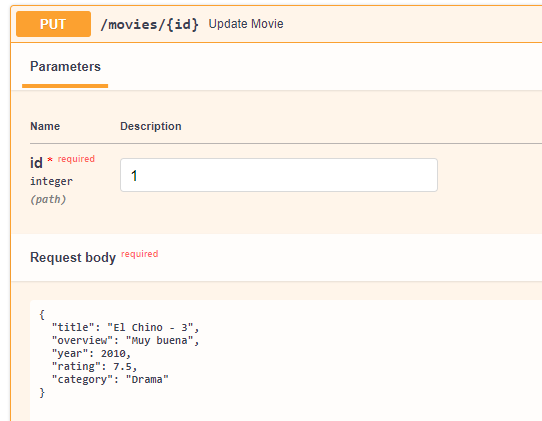 PUT /movies/{id} Update Movie
Parameters
Name Description
id * required
integer
(path)
1
Request body required
{
"title": "El Chino - 3",
"overview": "Muy buena",
"year": 2010,
"rating": 7.5,
"category": "Drama"
}